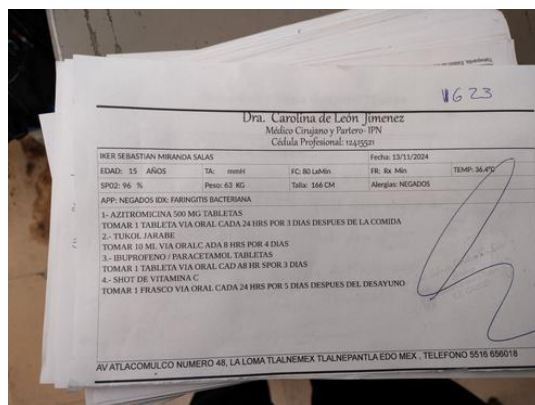 1623
Dra. Carolina de León Jimenez
Médico Cirujano y Partero- IPN
Cédula Profesional: 12415521
IKER SEBASTIAN MIRANDA SALAS Fecha: 13/11/2024
EDAD: 15 AÑOS TA: mmH FC: 80 LxMin FR: Rx Min TEMP: 36.4°C
SPO2: 96 % Peso: 63 KG Talla: 166 CM Alergias: NEGADOS
APP: NEGADOS IDX: FARINGITIS BACTERIANA
1- AZITROMICINA 500 MG TABLETAS
TOMAR 1 TABLETA VIA ORAL CADA 24 HRS POR 3 DIAS DESPUES DE LA COMIDA
2.- TUKOL JARABE
TOMAR 10 ML VIA ORALC ADA 8 HRS POR 4 DIAS
3.- IBUPROFENO / PARACETAMOL TABLETAS
TOMAR 1 TABLETA VIA ORAL CAD A8 HR SPOR 3 DIAS
4.- SHOT DE VITAMINA C
TOMAR 1 FRASCO VIA ORAL CADA 24 HRS POR 5 DIAS DESPUES DEL DESAYUNO
AV ATLACOMULCO NUMERO 48, LA LOMA TLALNEMEX TLALNEPANTLA EDO MEX , TELEFONO 5516 656018